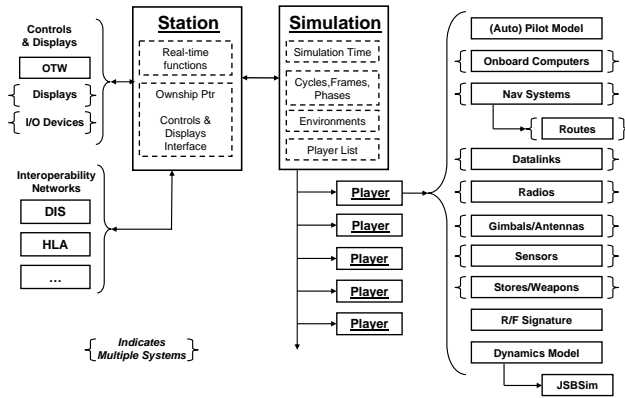 Controls
& Displays
OTW
Displays
I/O Devices
Interoperability
Networks
DIS
HLA
…
Indicates
Multiple Systems
Station
Real-time
functions
Ownship Ptr
Controls &
Displays
Interface
Simulation
Simulation Time
Cycles,Frames,
Phases
Environments
Player List
Player
Player
Player
Player
Player
(Auto) Pilot Model
Onboard Computers
Nav Systems
Routes
Datalinks
Radios
Gimbals/Antennas
Sensors
Stores/Weapons
R/F Signature
Dynamics Model
JSBSim